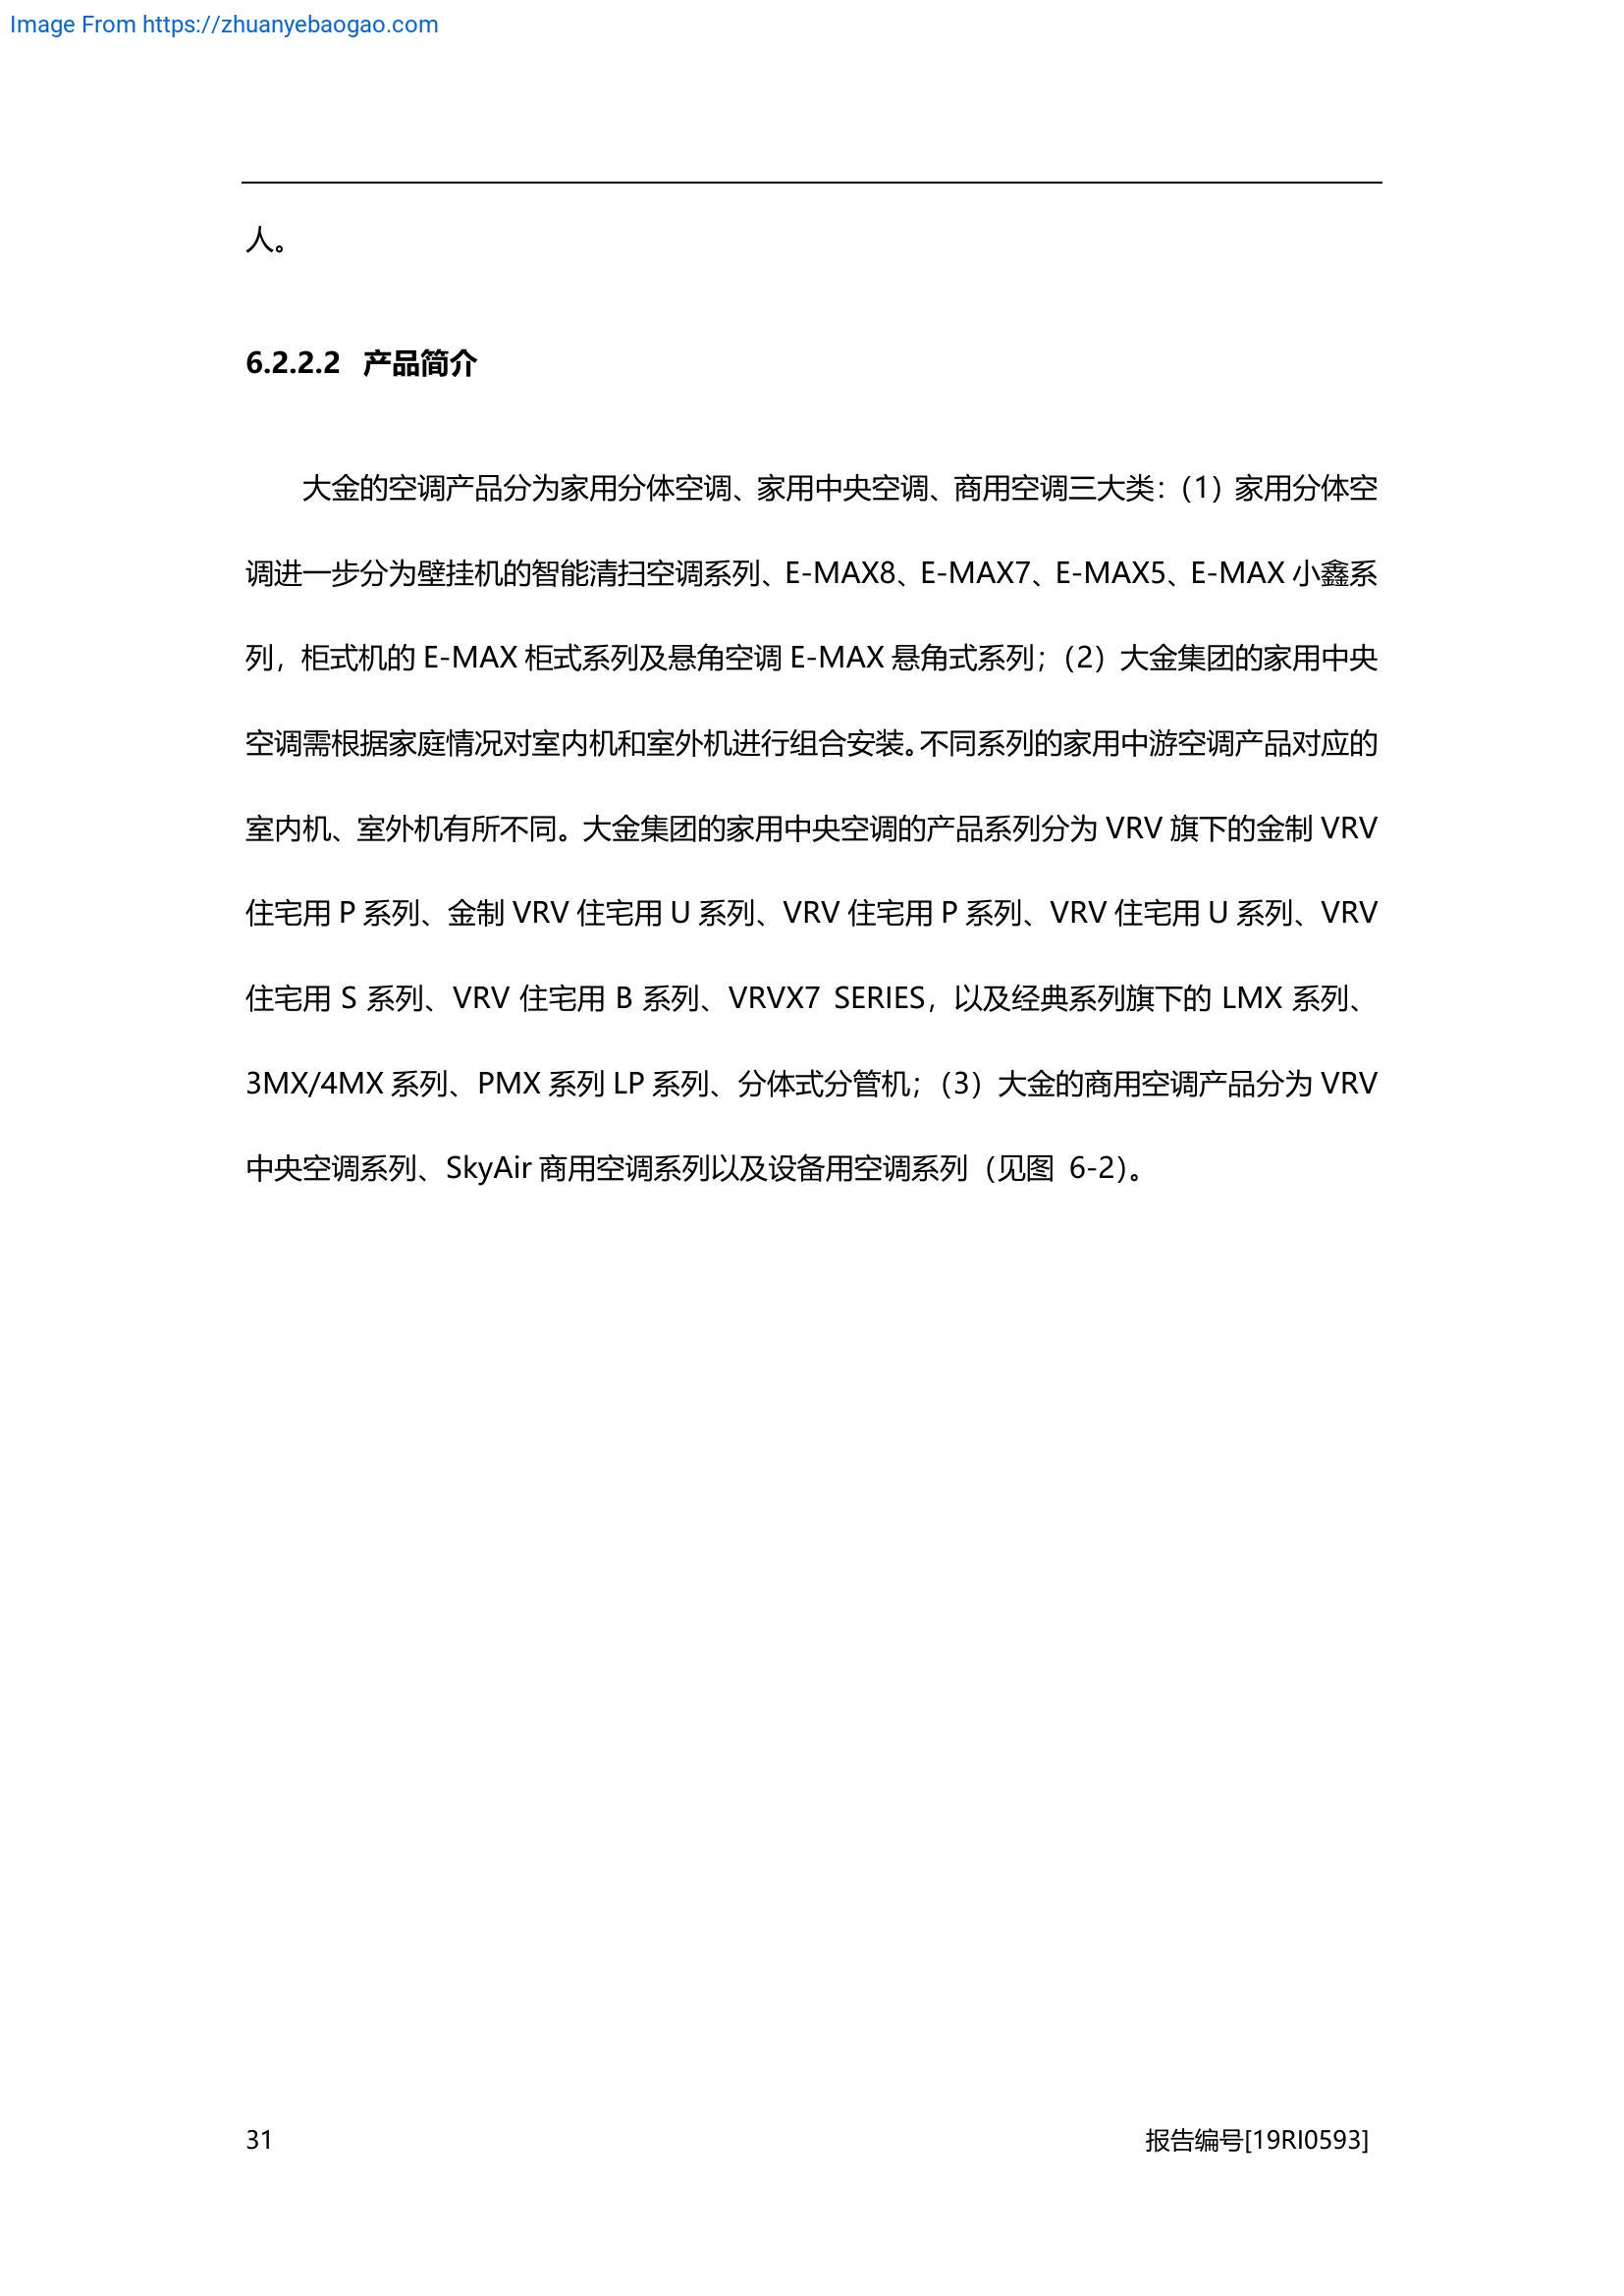 Image From https://zhuanyebaogao.com
人。
6.2.2.2 产品简介
大金的空调产品分为家用分体空调、家用中央空调、商用空调三大类：（1）家用分体空
调进一步分为壁挂机的智能清扫空调系列、E-MAX8、E-MAX7、E-MAX5、E-MAX 小鑫系
列，柜式机的 E-MAX 柜式系列及悬角空调 E-MAX 悬角式系列；（2）大金集团的家用中央
空调需根据家庭情况对室内机和室外机进行组合安装。不同系列的家用中游空调产品对应的
室内机、室外机有所不同。大金集团的家用中央空调的产品系列分为 VRV 旗下的金制 VRV
住宅用 P 系列、金制 VRV 住宅用 U 系列、VRV 住宅用 P 系列、VRV 住宅用 U 系列、VRV
住宅用 S 系列、VRV 住宅用 B 系列、VRVX7 SERIES，以及经典系列旗下的 LMX 系列、
3MX/4MX 系列、PMX 系列 LP 系列、分体式分管机；（3）大金的商用空调产品分为 VRV
中央空调系列、SkyAir 商用空调系列以及设备用空调系列（见图 6-2）。
31 报告编号[19RI0593]